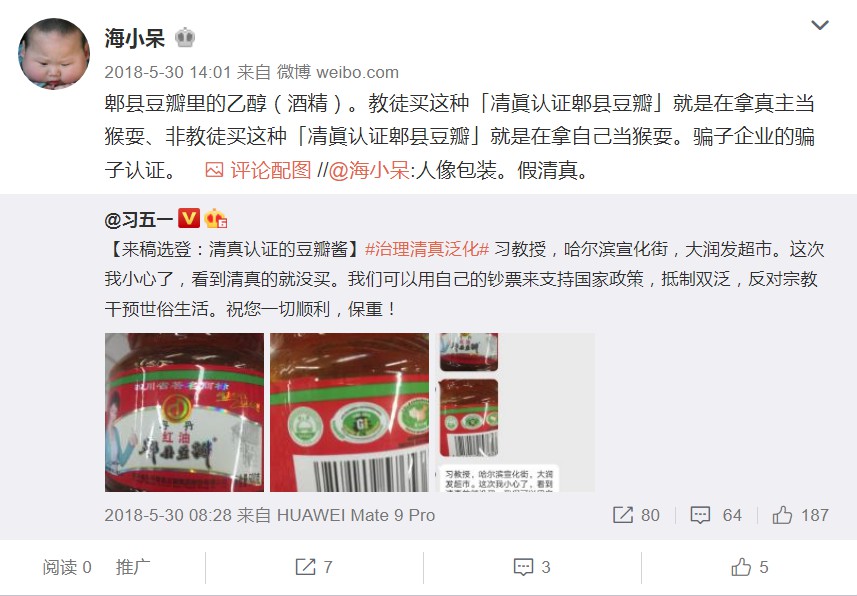 海小呆
2018-5-30 14:01 来自 微博 weibo.com
郫县豆瓣里的乙醇（酒精）。教徒买这种「清眞认证郫县豆瓣」就是在拿真主当
猴耍、非教徒买这种「清眞认证郫县豆瓣」就是在拿自己当猴耍。骗子企业的骗
子认证。 评论配图 //@海小呆:人像包装。假清真。
@习五一
【来稿选登：清真认证的豆瓣酱】#治理清真泛化# 习教授，哈尔滨宣化街，大润发超市。这次
我小心了，看到清真的就没买。我们可以用自己的钞票来支持国家政策，抵制双泛，反对宗教
干预世俗生活。祝您一切顺利，保重！
四川省著名商标
丹丹
红油
郫县豆瓣
习教授，哈尔滨宣化街，大润
发超市。这次我小心了，看到
2018-5-30 08:28 来自 HUAWEI Mate 9 Pro
80
64
187
阅读 0
推广
7
3
5